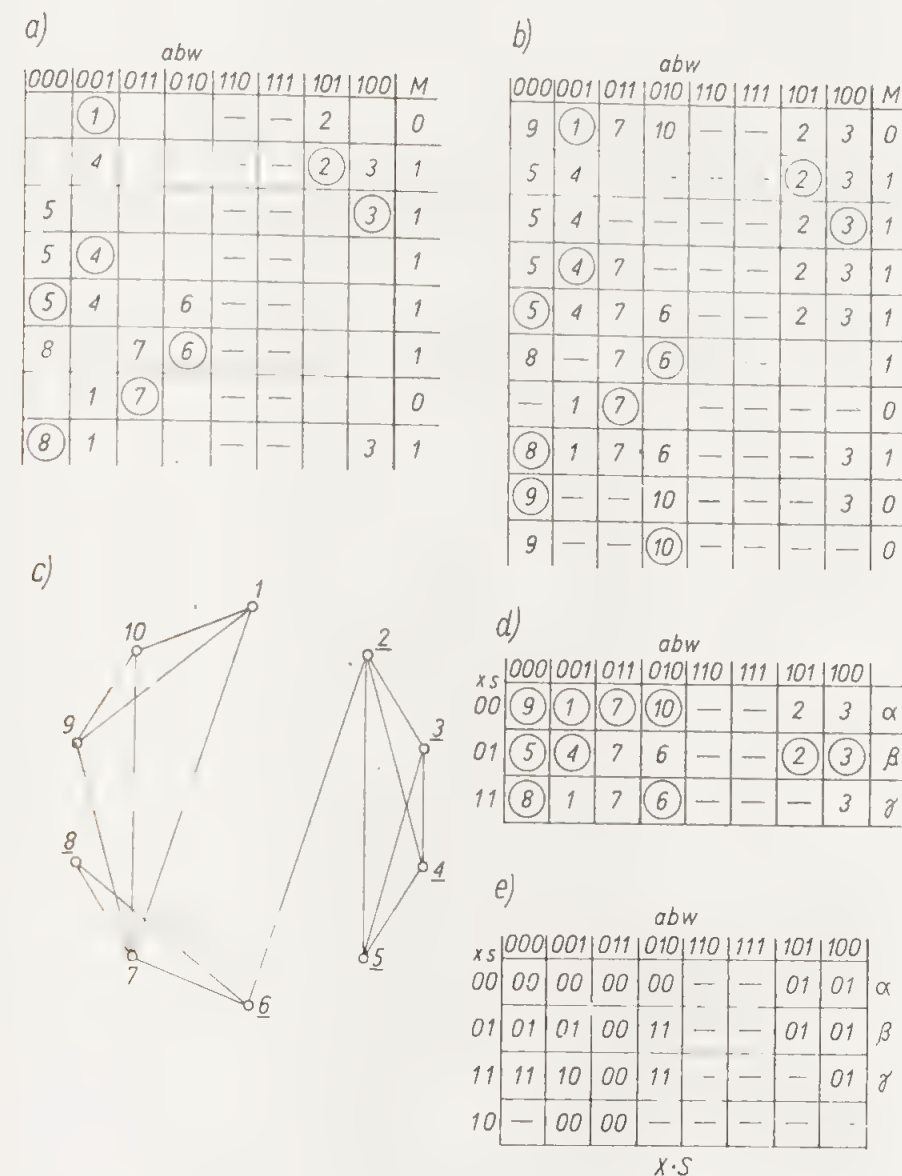 a)
abw
000 001 011 010 110 111 101 100 M
① — — 2 0
4 - — ② 3 1
5 — — ③ 1
5 ④ — — 1
⑤ 4 6 — — 1
8 7 ⑥ — — 1
1 ⑦ — — 0
⑧ 1 — — 3 1
b)
abw
000 001 011 010 110 111 101 100 M
9 ① 7 10 — — 2 3 0
5 4 - - - ② 3 1
5 4 — — — — 2 ③ 1
5 ④ 7 — — — 2 3 1
⑤ 4 7 6 — — 2 3 1
8 — 7 ⑥ — - 1
— 1 ⑦ — — — — 0
⑧ 1 7 6 — — — 3 1
⑨ — — 10 — — — 3 0
9 — — ⑩ — — — — 0
c)
1
10
2
9
3
8
4
7
5
6
d)
abw
xs 000 001 011 010 110 111 101 100
00 ⑨ ① ⑦ ⑩ — — 2 3 α
01 ⑤ ④ 7 6 — — ② ③ β
11 ⑧ 1 7 ⑥ — — — 3 γ
e)
abw
xs 000 001 011 010 110 111 101 100
00 00 00 00 00 — — 01 01 α
01 01 01 00 11 — — 01 01 β
11 11 10 00 11 — — — 01 γ
10 — 00 00 — — — — -
X·S